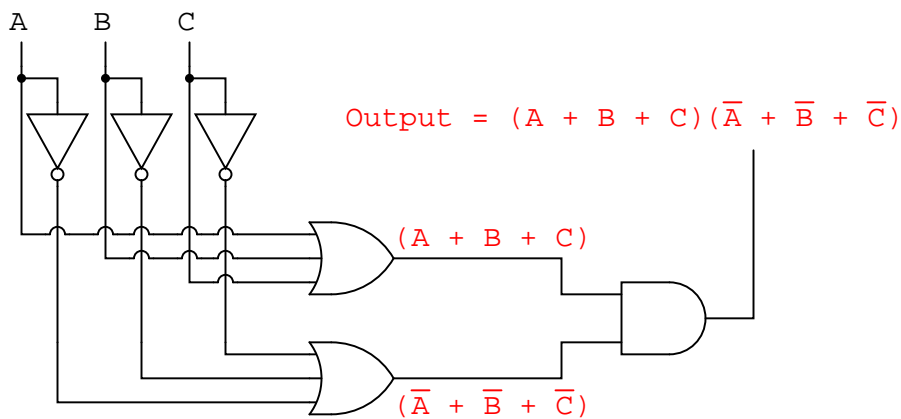 A B C
Output = (A + B + C)(A̅ + B̅ + C̅)
(A + B + C)
(A̅ + B̅ + C̅)